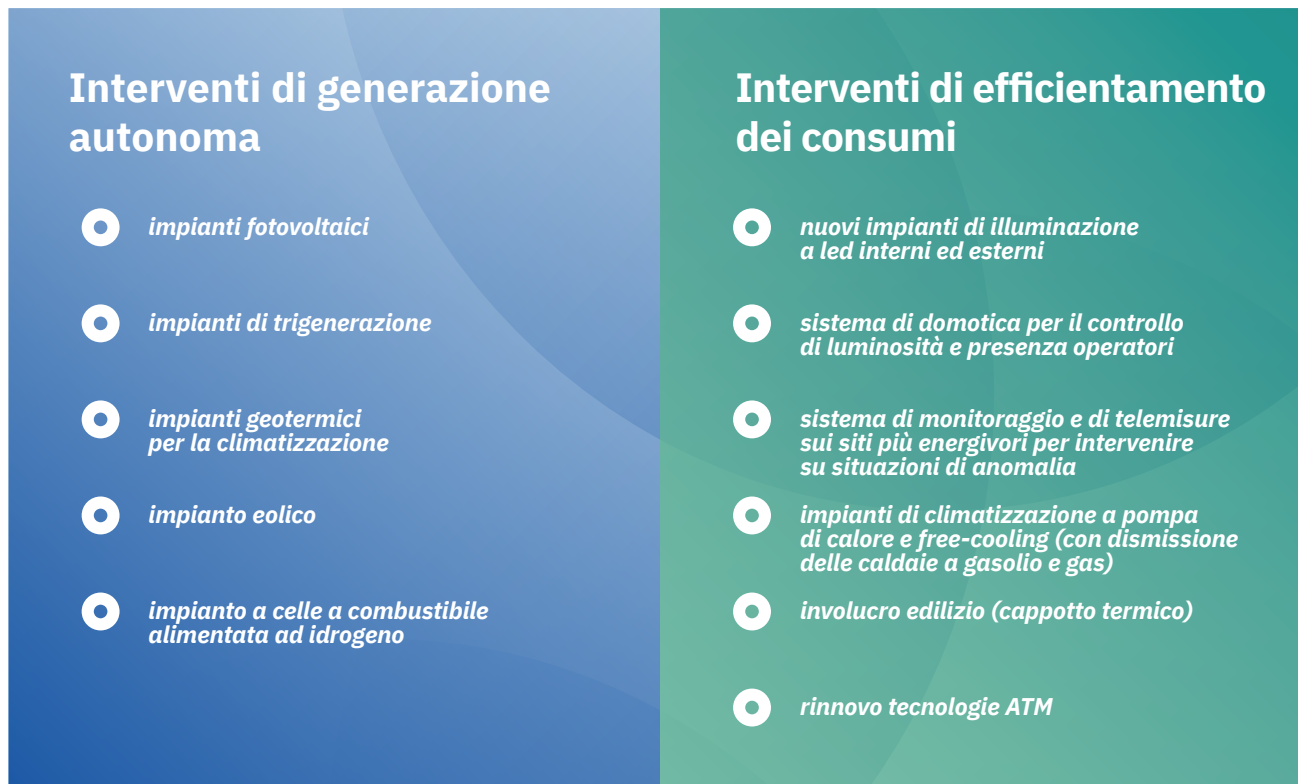 Interventi di generazione
autonoma
impianti fotovoltaici
impianti di trigenerazione
impianti geotermici
per la climatizzazione
impianto eolico
impianto a celle a combustibile
alimentata ad idrogeno
Interventi di efficientamento
dei consumi
nuovi impianti di illuminazione
a led interni ed esterni
sistema di domotica per il controllo
di luminosità e presenza operatori
sistema di monitoraggio e di telemisure
sui siti più energivori per intervenire
su situazioni di anomalia
impianti di climatizzazione a pompa
di calore e free-cooling (con dismissione
delle caldaie a gasolio e gas)
involucro edilizio (cappotto termico)
rinnovo tecnologie ATM